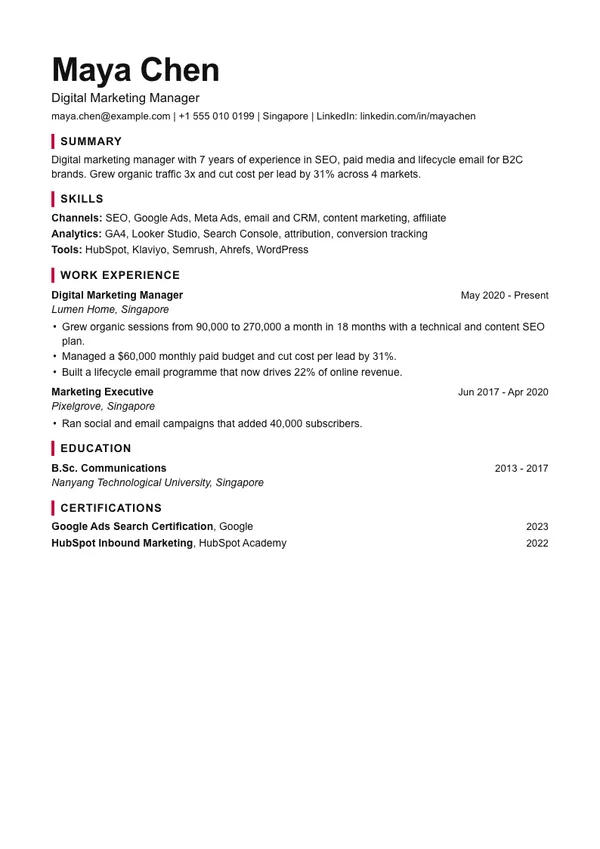 Maya Chen
Digital Marketing Manager
maya.chen@example.com | +1 555 010 0199 | Singapore | LinkedIn: linkedin.com/in/mayachen
SUMMARY
Digital marketing manager with 7 years of experience in SEO, paid media and lifecycle email for B2C
brands. Grew organic traffic 3x and cut cost per lead by 31% across 4 markets.
SKILLS
Channels: SEO, Google Ads, Meta Ads, email and CRM, content marketing, affiliate
Analytics: GA4, Looker Studio, Search Console, attribution, conversion tracking
Tools: HubSpot, Klaviyo, Semrush, Ahrefs, WordPress
WORK EXPERIENCE
Digital Marketing Manager May 2020 - Present
Lumen Home, Singapore
• Grew organic sessions from 90,000 to 270,000 a month in 18 months with a technical and content SEO
plan.
• Managed a $60,000 monthly paid budget and cut cost per lead by 31%.
• Built a lifecycle email programme that now drives 22% of online revenue.
Marketing Executive Jun 2017 - Apr 2020
Pixelgrove, Singapore
• Ran social and email campaigns that added 40,000 subscribers.
EDUCATION
B.Sc. Communications 2013 - 2017
Nanyang Technological University, Singapore
CERTIFICATIONS
Google Ads Search Certification, Google 2023
HubSpot Inbound Marketing, HubSpot Academy 2022